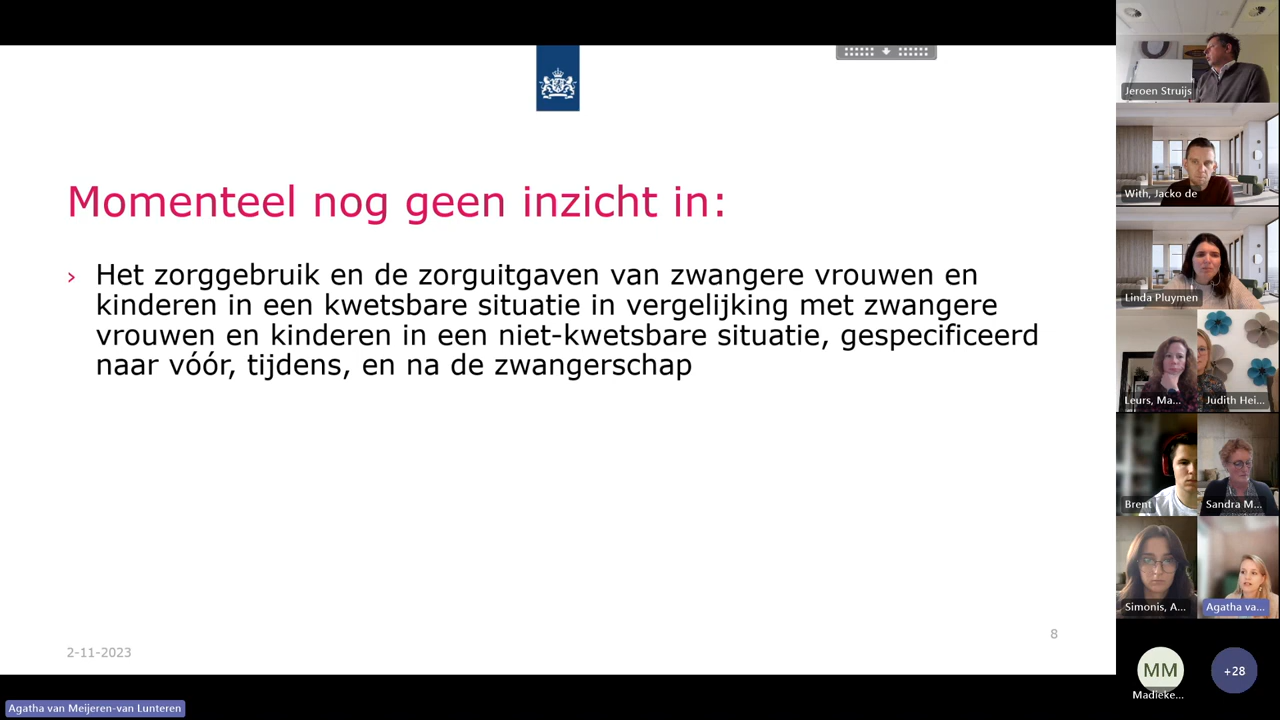 Momenteel nog geen inzicht in:
› Het zorggebruik en de zorguitgaven van zwangere vrouwen en
kinderen in een kwetsbare situatie in vergelijking met zwangere
vrouwen en kinderen in een niet-kwetsbare situatie, gespecificeerd
naar vóór, tijdens, en na de zwangerschap
2-11-2023
8
Agatha van Meijeren-van Lunteren
Jeroen Struijs
With, Jacko de
Linda Pluymen
Leurs, Ma...
Judith Hei...
Brent
Sandra M...
Simonis, A...
Agatha va...
MM
Madieke...
+28